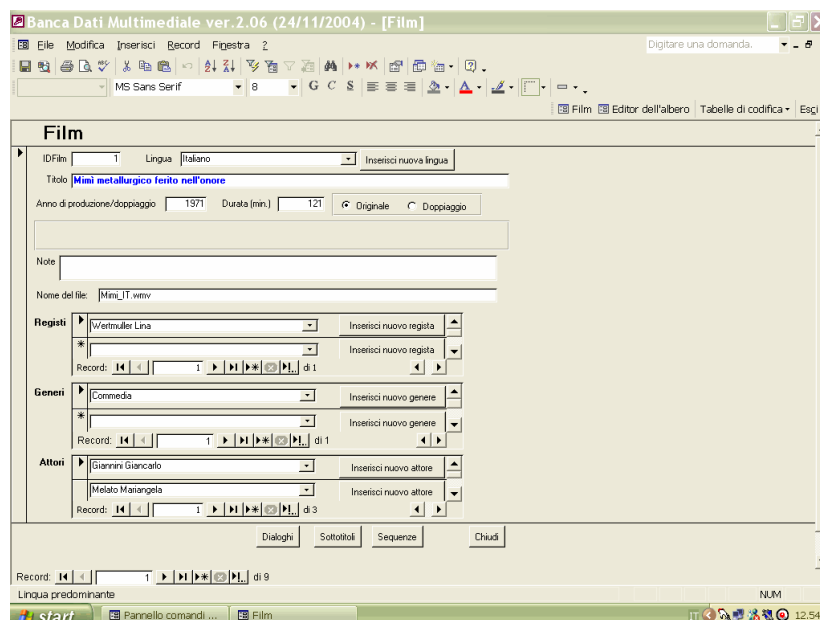 Banca Dati Multimediale ver.2.06 (24/11/2004) - [Film]
File Modifica Inserisci Record Finestra ? Digitare una domanda.
MS Sans Serif 8 G C S
Film Editor dell'albero Tabelle di codifica Esci
Film
IDFilm 1 Lingua Italiano Inserisci nuova lingua
Titolo Mimì metallurgico ferito nell'onore
Anno di produzione/doppiaggio 1971 Durata (min.) 121 Originale Doppiaggio
Note
Nome del file: Mimi_IT.wmv
Registi Wertmuller Lina Inserisci nuovo regista
Inserisci nuovo regista
Record: 1 di 1
Generi Commedia Inserisci nuovo genere
Inserisci nuovo genere
Record: 1 di 1
Attori Giannini Giancarlo Inserisci nuovo attore
Melato Mariangela Inserisci nuovo attore
Record: 1 di 3
Dialoghi Sottotitoli Sequenze Chiudi
Record: 1 di 9
Lingua predominante NUM
start Pannello comandi ... Film IT 12.54